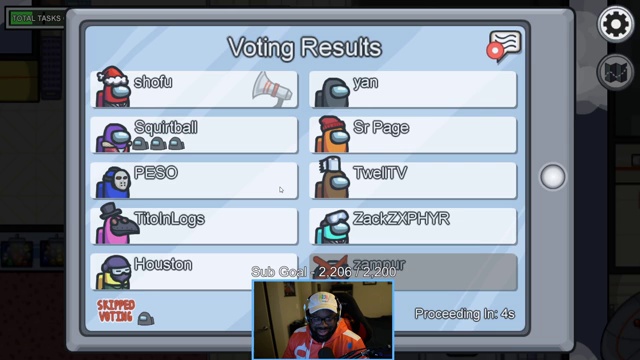 TOTAL TASKS
Voting Results
shofu
yan
Squirtball
Sr Page
PESO
TwellTV
TitoInLogs
ZackZXPHYR
Houston
zampur
Sub Goal - 2,206 / 2,200
SKIPPED
VOTING
Proceeding In: 4s